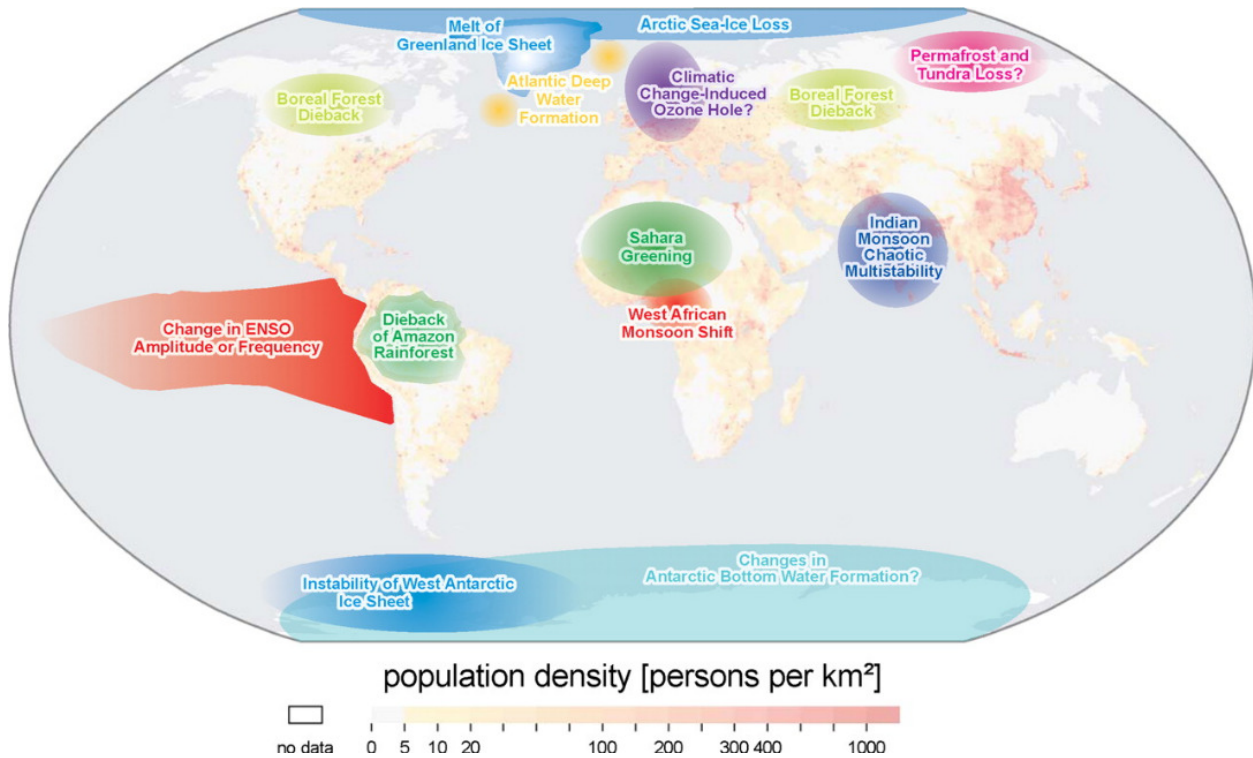 Melt of
Greenland Ice Sheet
Arctic Sea-Ice Loss
Atlantic Deep
Water
Formation
Climatic
Change-Induced
Ozone Hole?
Permafrost and
Tundra Loss?
Boreal Forest
Dieback
Boreal Forest
Dieback
Sahara
Greening
Indian
Monsoon
Chaotic
Multistability
West African
Monsoon Shift
Change in ENSO
Amplitude or Frequency
Dieback
of Amazon
Rainforest
Instability of West Antarctic
Ice Sheet
Changes in
Antarctic Bottom Water Formation?
population density [persons per km²]
no data 0 5 10 20 100 200 300 400 1000